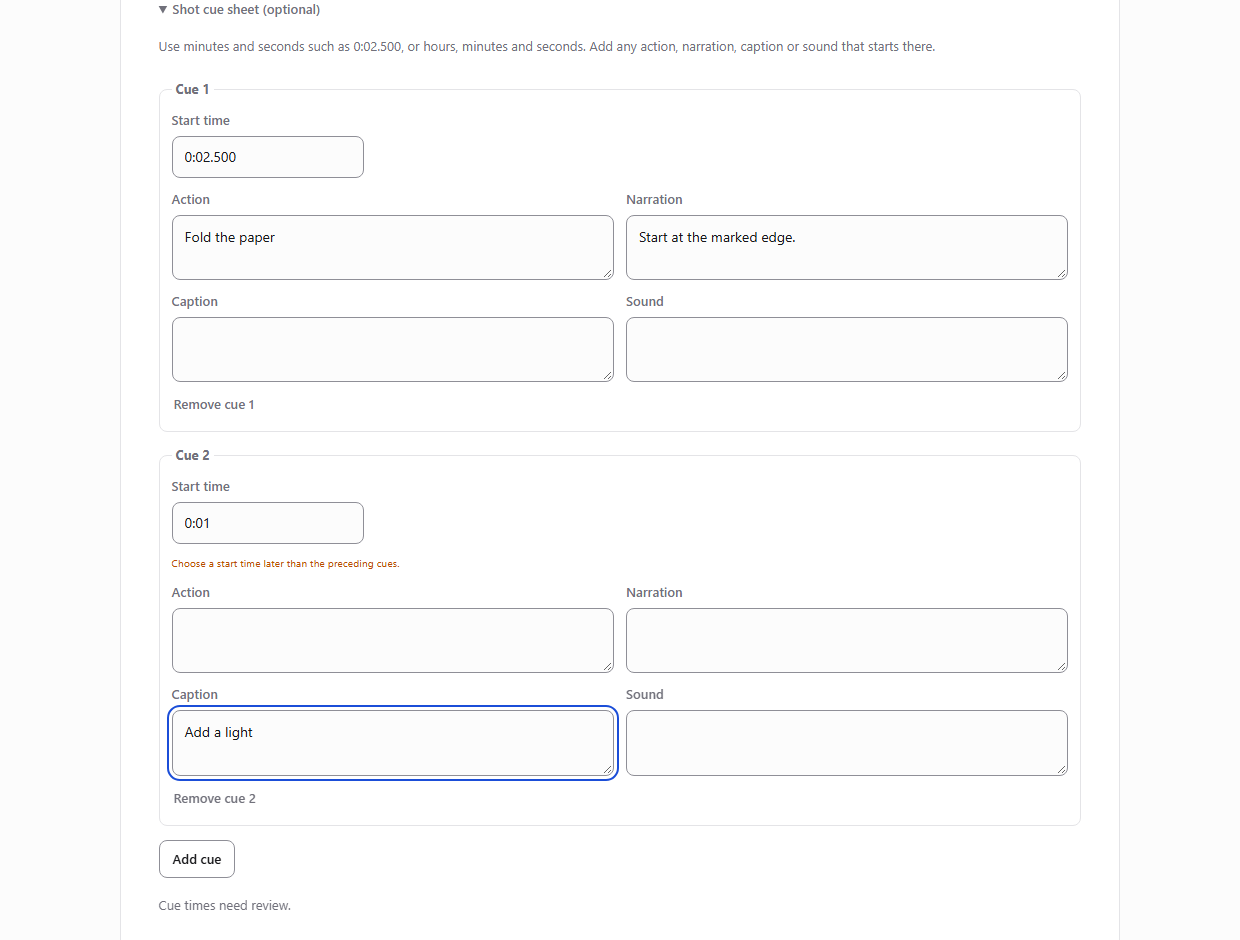 ▼ Shot cue sheet (optional)
Use minutes and seconds such as 0:02.500, or hours, minutes and seconds. Add any action, narration, caption or sound that starts there.
Cue 1
Start time
0:02.500
Action
Narration
Fold the paper
Start at the marked edge.
Caption
Sound
Remove cue 1
Cue 2
Start time
0:01
Choose a start time later than the preceding cues.
Action
Narration
Caption
Sound
Add a light
Remove cue 2
Add cue
Cue times need review.